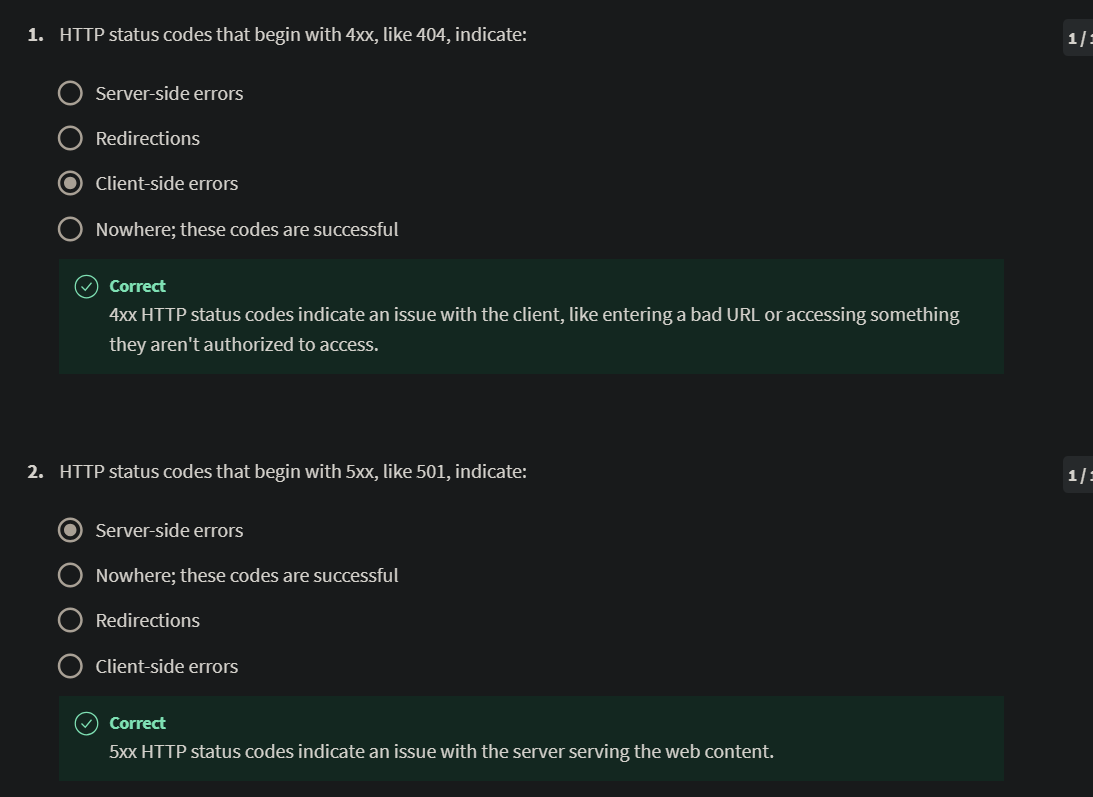 1. HTTP status codes that begin with 4xx, like 404, indicate:
1 /
Server-side errors
Redirections
Client-side errors
Nowhere; these codes are successful
Correct
4xx HTTP status codes indicate an issue with the client, like entering a bad URL or accessing something
they aren't authorized to access.
2. HTTP status codes that begin with 5xx, like 501, indicate:
1 /
Server-side errors
Nowhere; these codes are successful
Redirections
Client-side errors
Correct
5xx HTTP status codes indicate an issue with the server serving the web content.